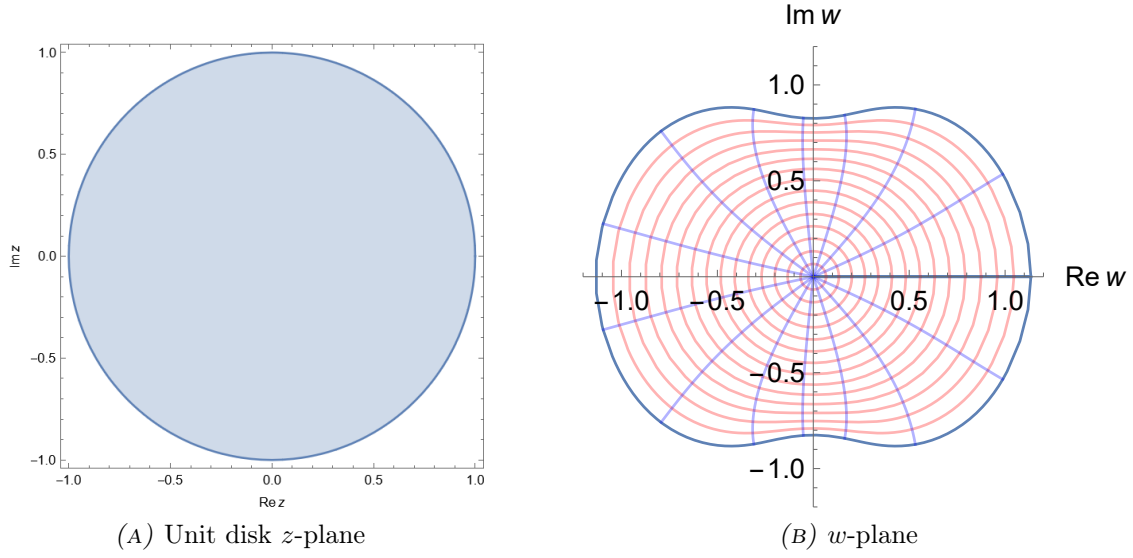 1.0
0.5
0.0
−0.5
−1.0
Im z
−1.0 −0.5 0.0 0.5 1.0
Re z
(A) Unit disk z-plane
Im w
1.0
0.5
−1.0 −0.5 0.5 1.0 Re w
−0.5
−1.0
(B) w-plane